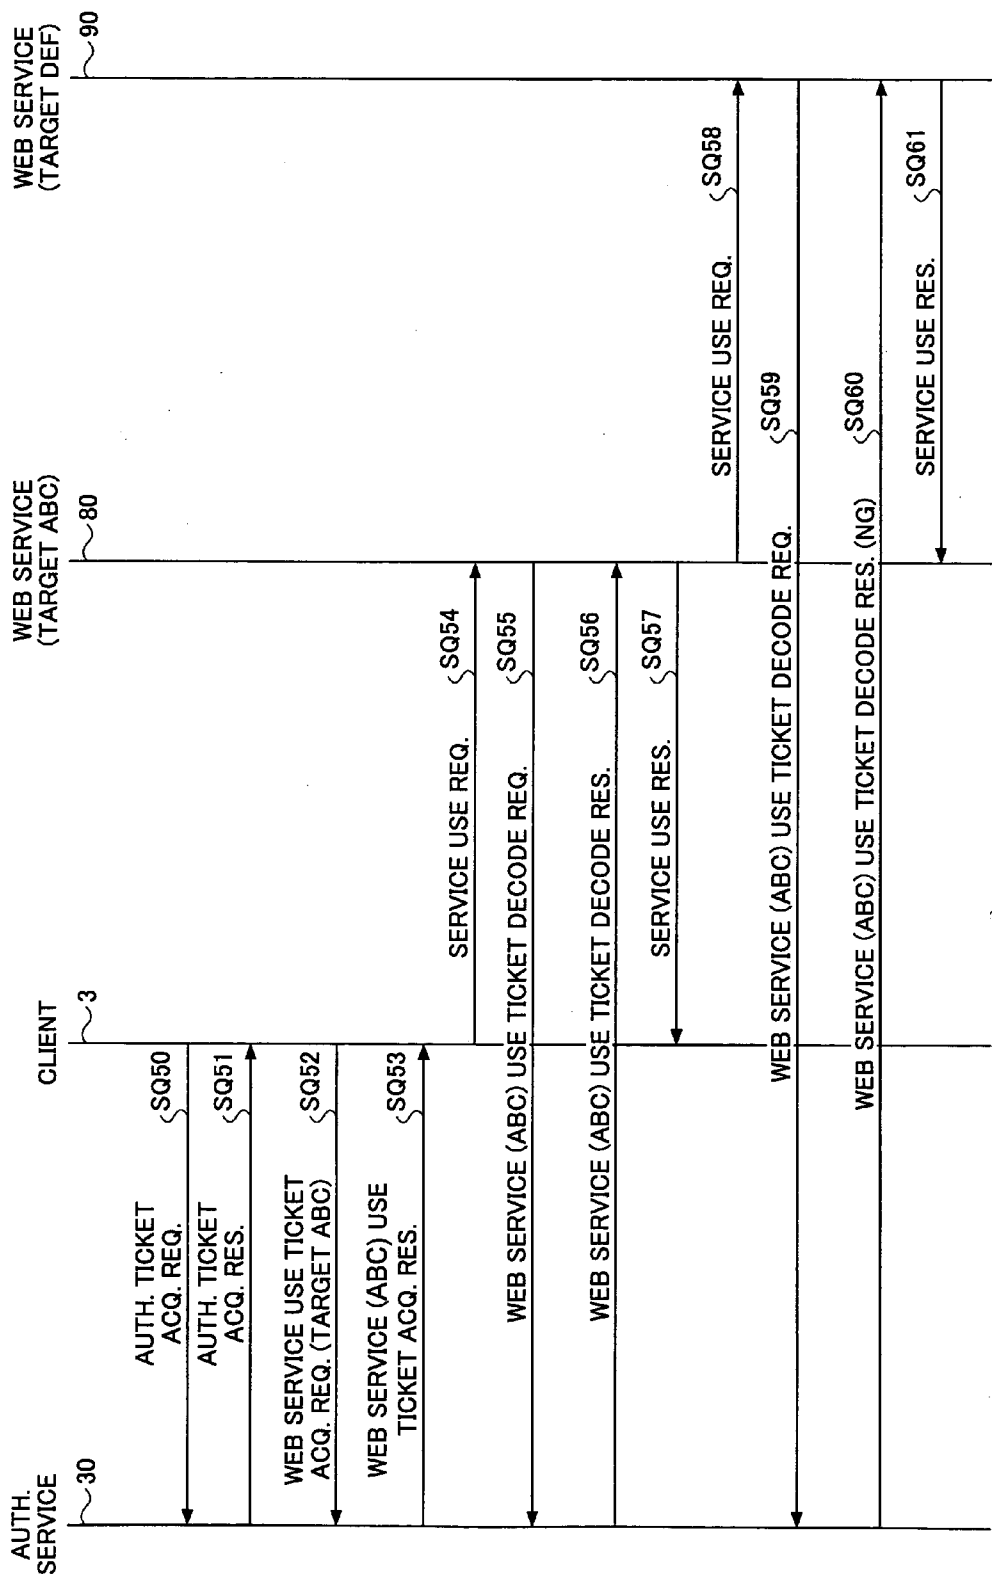 AUTH.
SERVICE
30
CLIENT
3
WEB SERVICE
(TARGET ABC)
80
WEB SERVICE
(TARGET DEF)
90
AUTH. TICKET
ACQ. REQ.
SQ50
AUTH. TICKET
ACQ. RES.
SQ51
WEB SERVICE USE TICKET
ACQ. REQ. (TARGET ABC)
SQ52
WEB SERVICE (ABC) USE
TICKET ACQ. RES.
SQ53
SERVICE USE REQ.
SQ54
WEB SERVICE (ABC) USE TICKET DECODE REQ.
SQ55
WEB SERVICE (ABC) USE TICKET DECODE RES.
SQ56
SERVICE USE RES.
SQ57
SERVICE USE REQ.
SQ58
WEB SERVICE (ABC) USE TICKET DECODE REQ.
SQ59
WEB SERVICE (ABC) USE TICKET DECODE RES. (NG)
SQ60
SERVICE USE RES.
SQ61